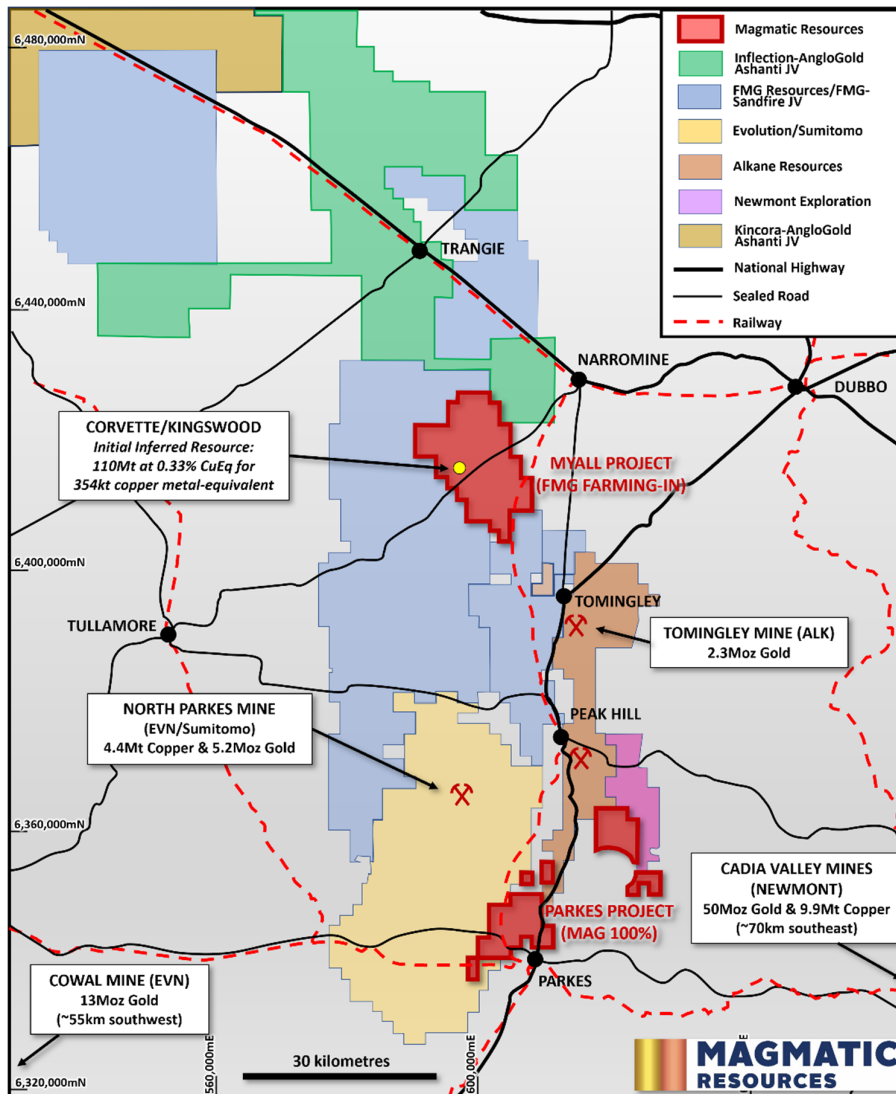 6,480,000mN
Magmatic Resources
Inflection-AngloGold
Ashanti JV
FMG Resources/FMG-
Sandfire JV
Evolution/Sumitomo
Alkane Resources
Newmont Exploration
Kincora-AngloGold
Ashanti JV
National Highway
Sealed Road
Railway
TRANGIE
6,440,000mN
NARROMINE
DUBBO
CORVETTE/KINGSWOOD
Initial Inferred Resource:
110Mt at 0.33% CuEq for
354kt copper metal-equivalent
MYALL PROJECT
(FMG FARMING-IN)
6,400,000mN
TOMINGLEY
TULLAMORE
TOMINGLEY MINE (ALK)
2.3Moz Gold
NORTH PARKES MINE
(EVN/Sumitomo)
4.4Mt Copper & 5.2Moz Gold
PEAK HILL
6,360,000mN
CADIA VALLEY MINES
(NEWMONT)
50Moz Gold & 9.9Mt Copper
(~70km southeast)
PARKES PROJECT
(MAG 100%)
COWAL MINE (EVN)
13Moz Gold
(~55km southwest)
PARKES
30 kilometres
560,000mE
600,000mE
6,320,000mN
MAGMATIC
RESOURCES